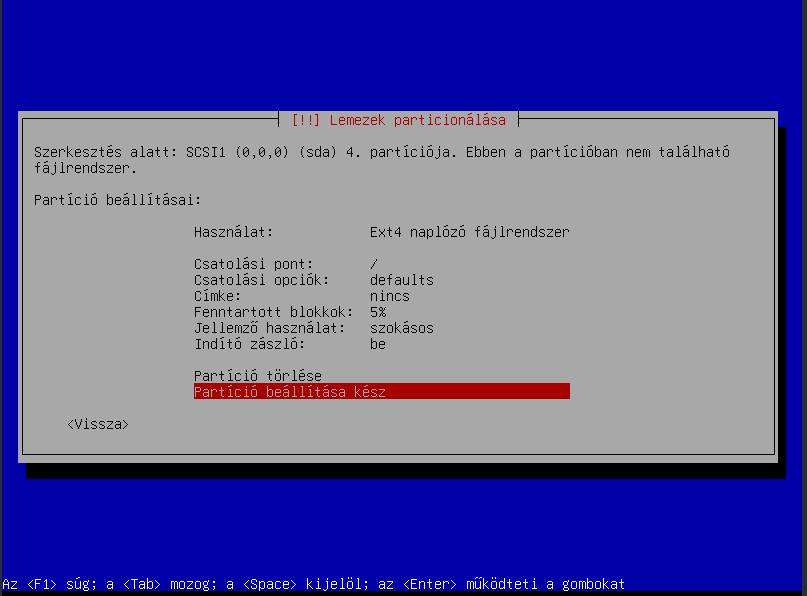 [!!] Lemezek particionálása
Szerkesztés alatt: SCSI1 (0,0,0) (sda) 4. partíciója. Ebben a partícióban nem található
fájlrendszer.
Partíció beállításai:
Használat: Ext4 naplózó fájlrendszer
Csatolási pont: /
Csatolási opciók: defaults
Címke: nincs
Fenntartott blokkok: 5%
Jellemző használat: szokásos
Indító zászló: be
Partíció törlése
Partíció beállítása kész
<Vissza>
Az <F1> súg; a <Tab> mozog; a <Space> kijelöl; az <Enter> működteti a gombokat